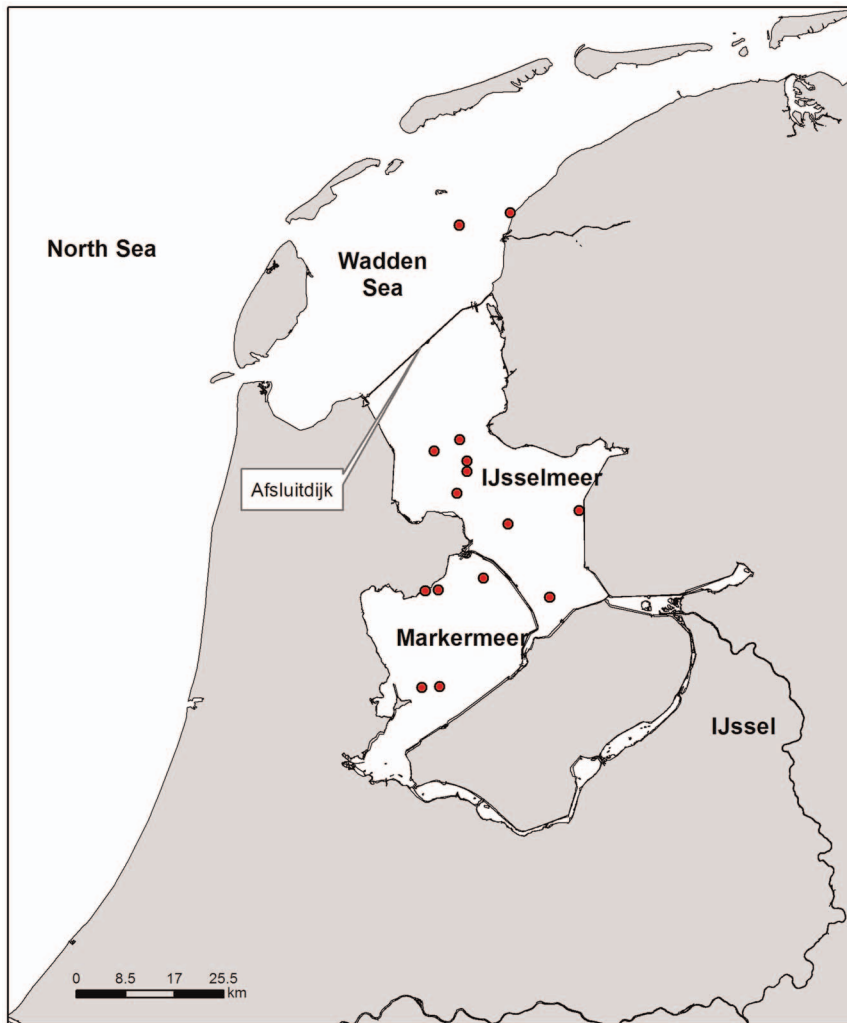 North Sea
Wadden
Sea
Afsluitdijk
IJsselmeer
Markermeer
IJssel
0 8.5 17 25.5
km